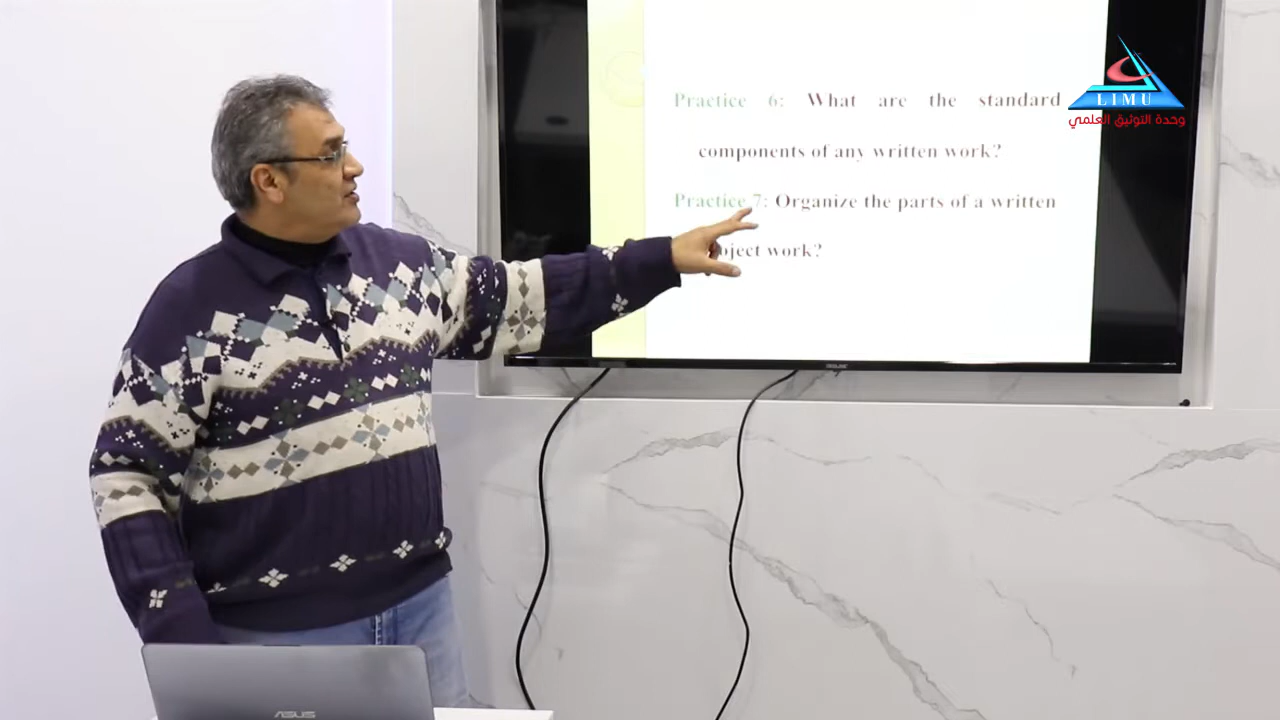 Practice 6: What are the standard
components of any written work?
Practice 7: Organize the parts of a written
work?
LIMU
وحدة التوثيق العلمي
ASUS